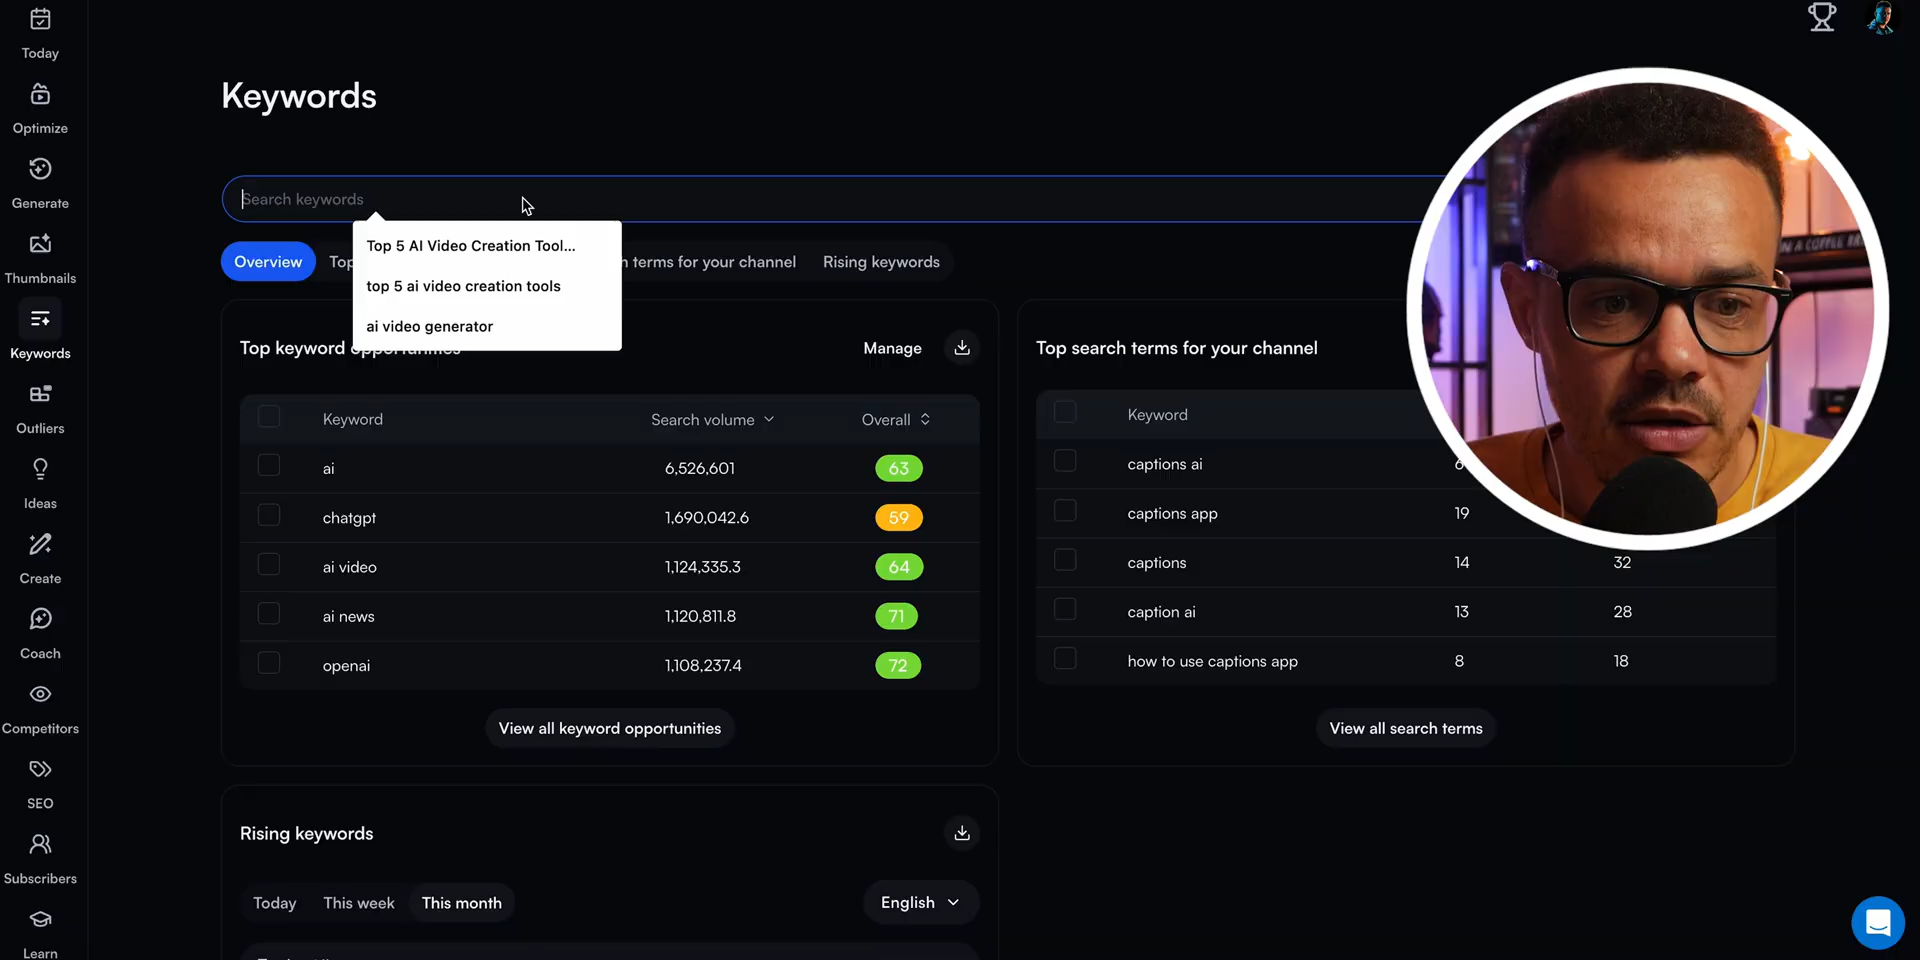 Today
Optimize
Generate
Thumbnails
Keywords
Outliers
Ideas
Create
Coach
Competitors
SEO
Subscribers
Learn
Keywords
Search keywords
Top 5 AI Video Creation Tool...
top 5 ai video creation tools
ai video generator
Overview
Top
terms for your channel
Rising keywords
Top keyword opportunities
Manage
Keyword
Search volume
Overall
ai
6,526,601
63
chatgpt
1,690,042.6
59
ai video
1,124,335.3
64
ai news
1,120,811.8
71
openai
1,108,237.4
72
View all keyword opportunities
Top search terms for your channel
Keyword
captions ai
captions app
19
captions
14
32
caption ai
13
28
how to use captions app
8
18
View all search terms
Rising keywords
Today
This week
This month
English